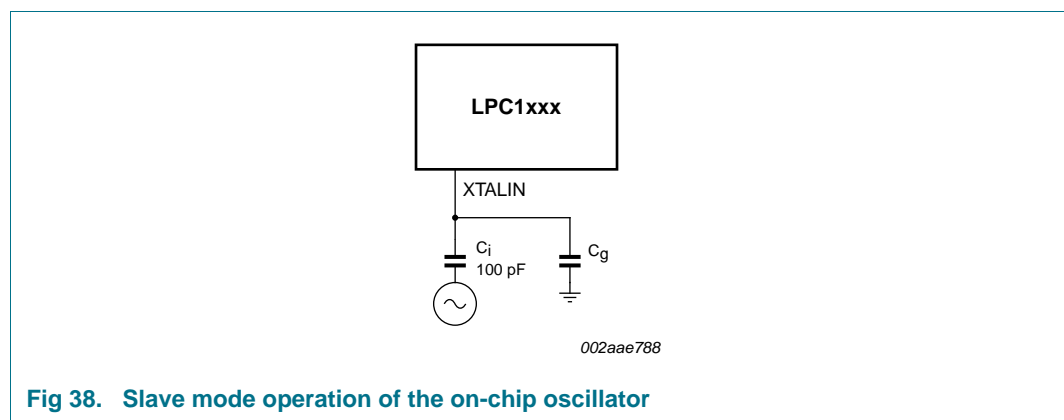 LPC1xxx
XTALIN
Ci
100 pF
Cg
002aae788
Fig 38. Slave mode operation of the on-chip oscillator